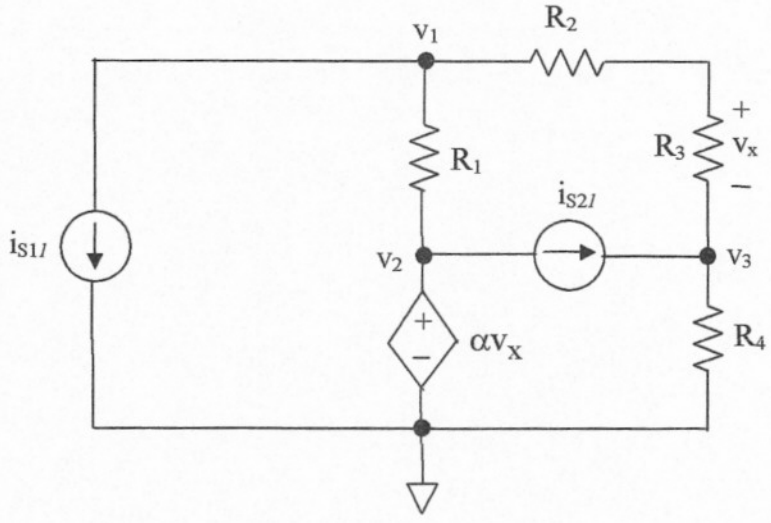 R₂
v₁
+
R₁
R₃
vₓ
−
iS2I
iS1I
v₂
v₃
+
−
αvₓ
R₄